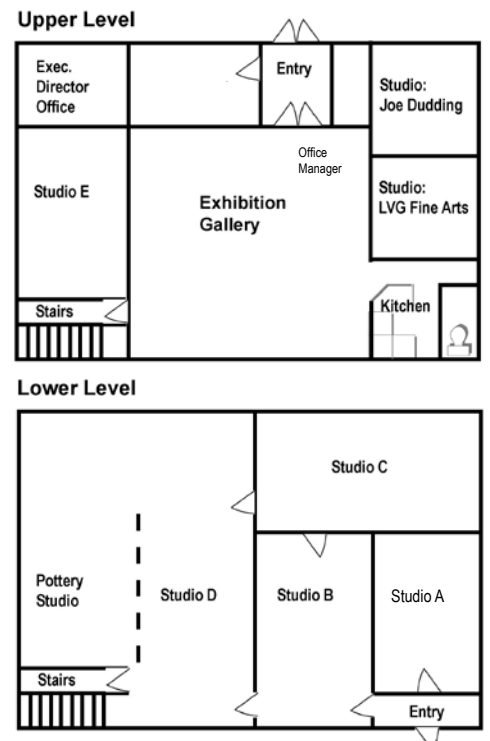 Upper Level
Exec.
Director
Office
Entry
Studio:
Joe Dudding
Office
Manager
Studio E
Exhibition
Gallery
Studio:
LVG Fine Arts
Stairs
Kitchen
Lower Level
Studio C
Pottery
Studio
Studio D
Studio B
Studio A
Stairs
Entry